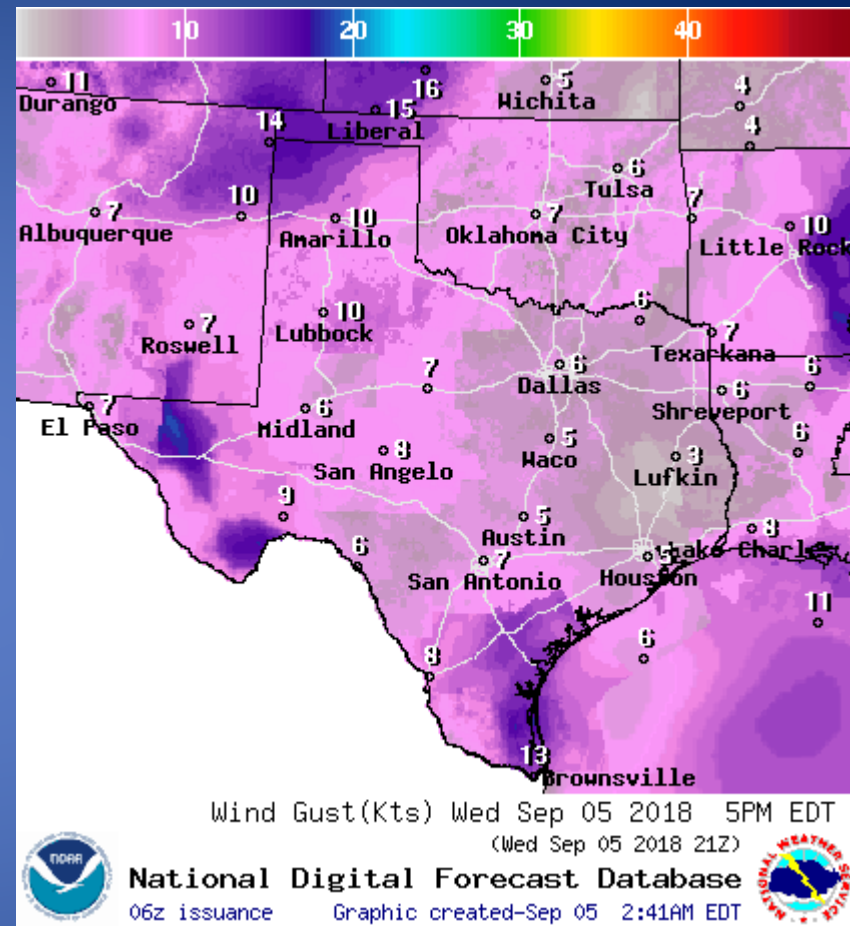 10 20 30 40
11 16 5 4
Durango 15 Wichita
14 Liberal 4
6
Tulsa
7 10 10 7 7 10
Albuquerque Amarillo Oklahoma City Little Rock
7 10 6 7
Roswell Lubbock Texarkana
7 6 6
Dallas 6
7 6 Shreveport
El Paso Midland
8 5 3 6
San Angelo Waco Lufkin
9 5 8
Austin Lake Charles
6 7 5
San Antonio Houston
11
6
8
13
Brownsville
Wind Gust(Kts) Wed Sep 05 2018 5PM EDT
(Wed Sep 05 2018 21Z)
NOAA
National Digital Forecast Database
06z issuance Graphic created-Sep 05 2:41AM EDT
NATIONAL WEATHER SERVICE